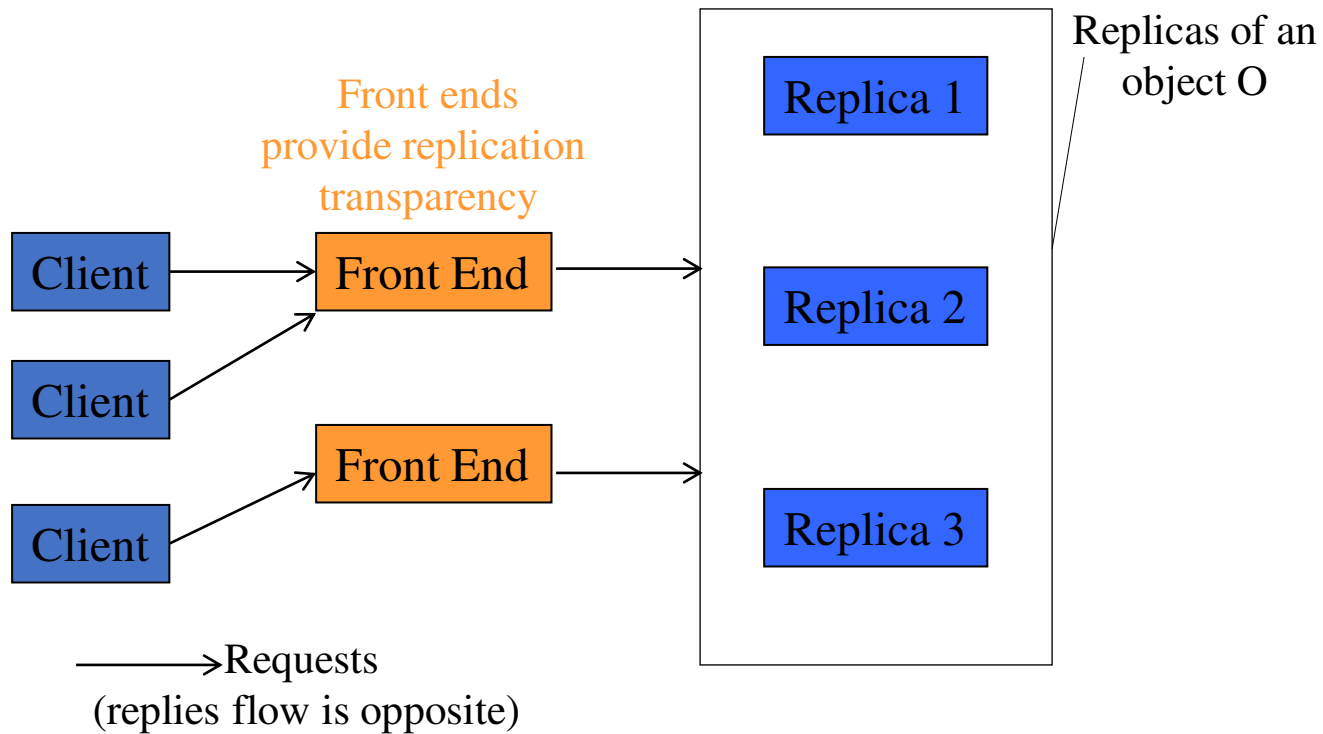 Replicas of an
object O
Replica 1
Front ends
provide replication
transparency
Client
Front End
Replica 2
Client
Front End
Client
Replica 3
Requests
(replies flow is opposite)